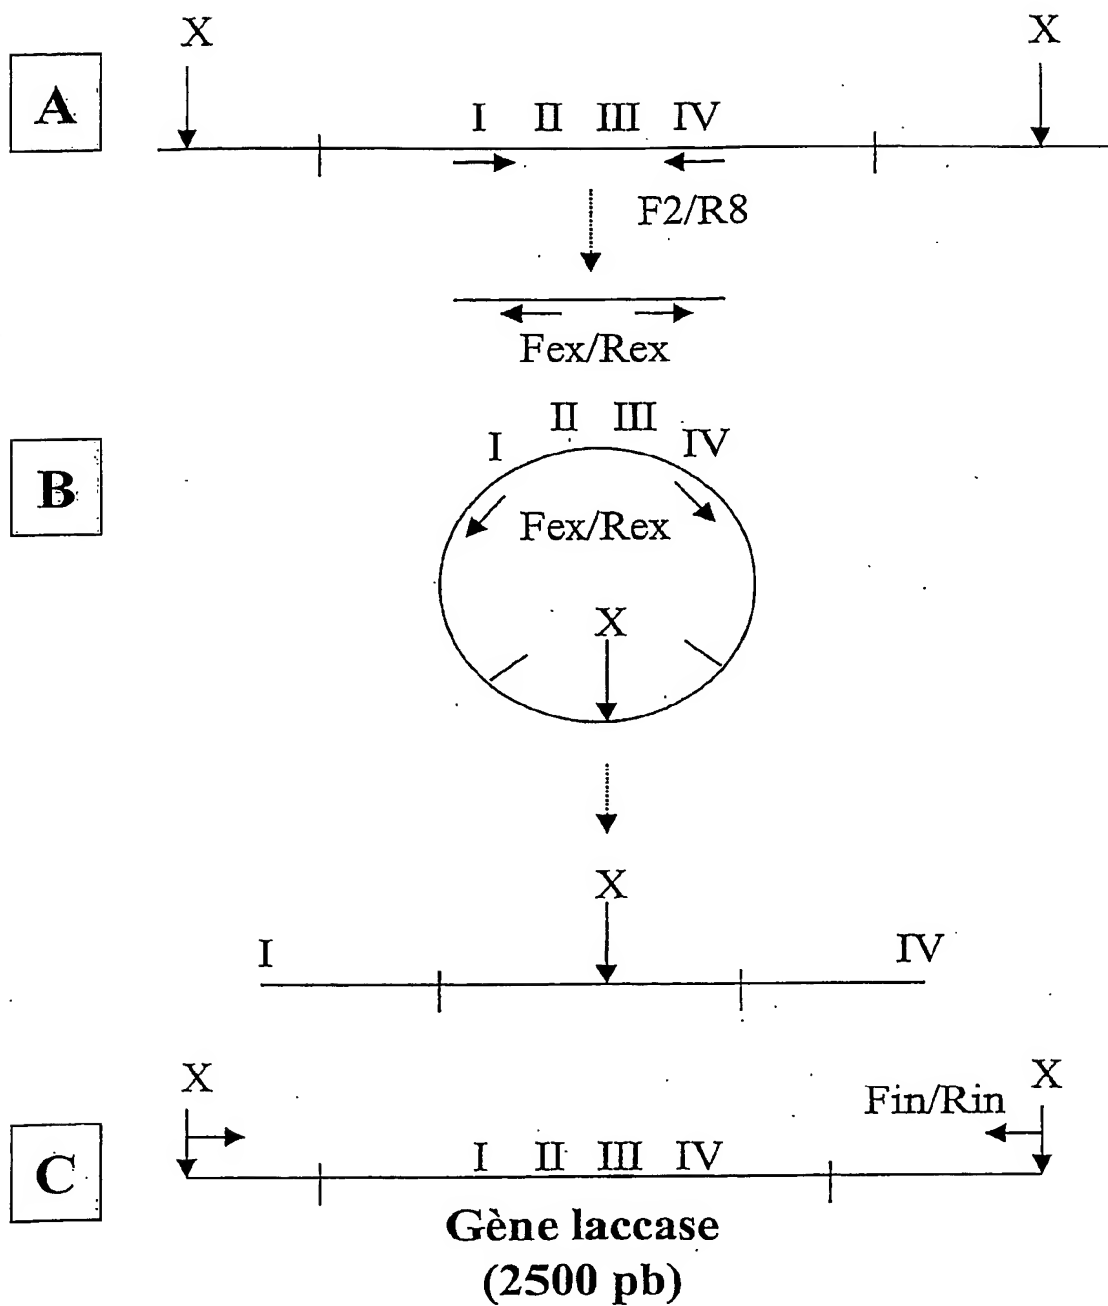 X X
A
I II III IV
F2/R8
Fex/Rex
II III
I IV
B
Fex/Rex
X
X
I IV
X X
Fin/Rin
C
I II III IV
Gène laccase
(2500 pb)